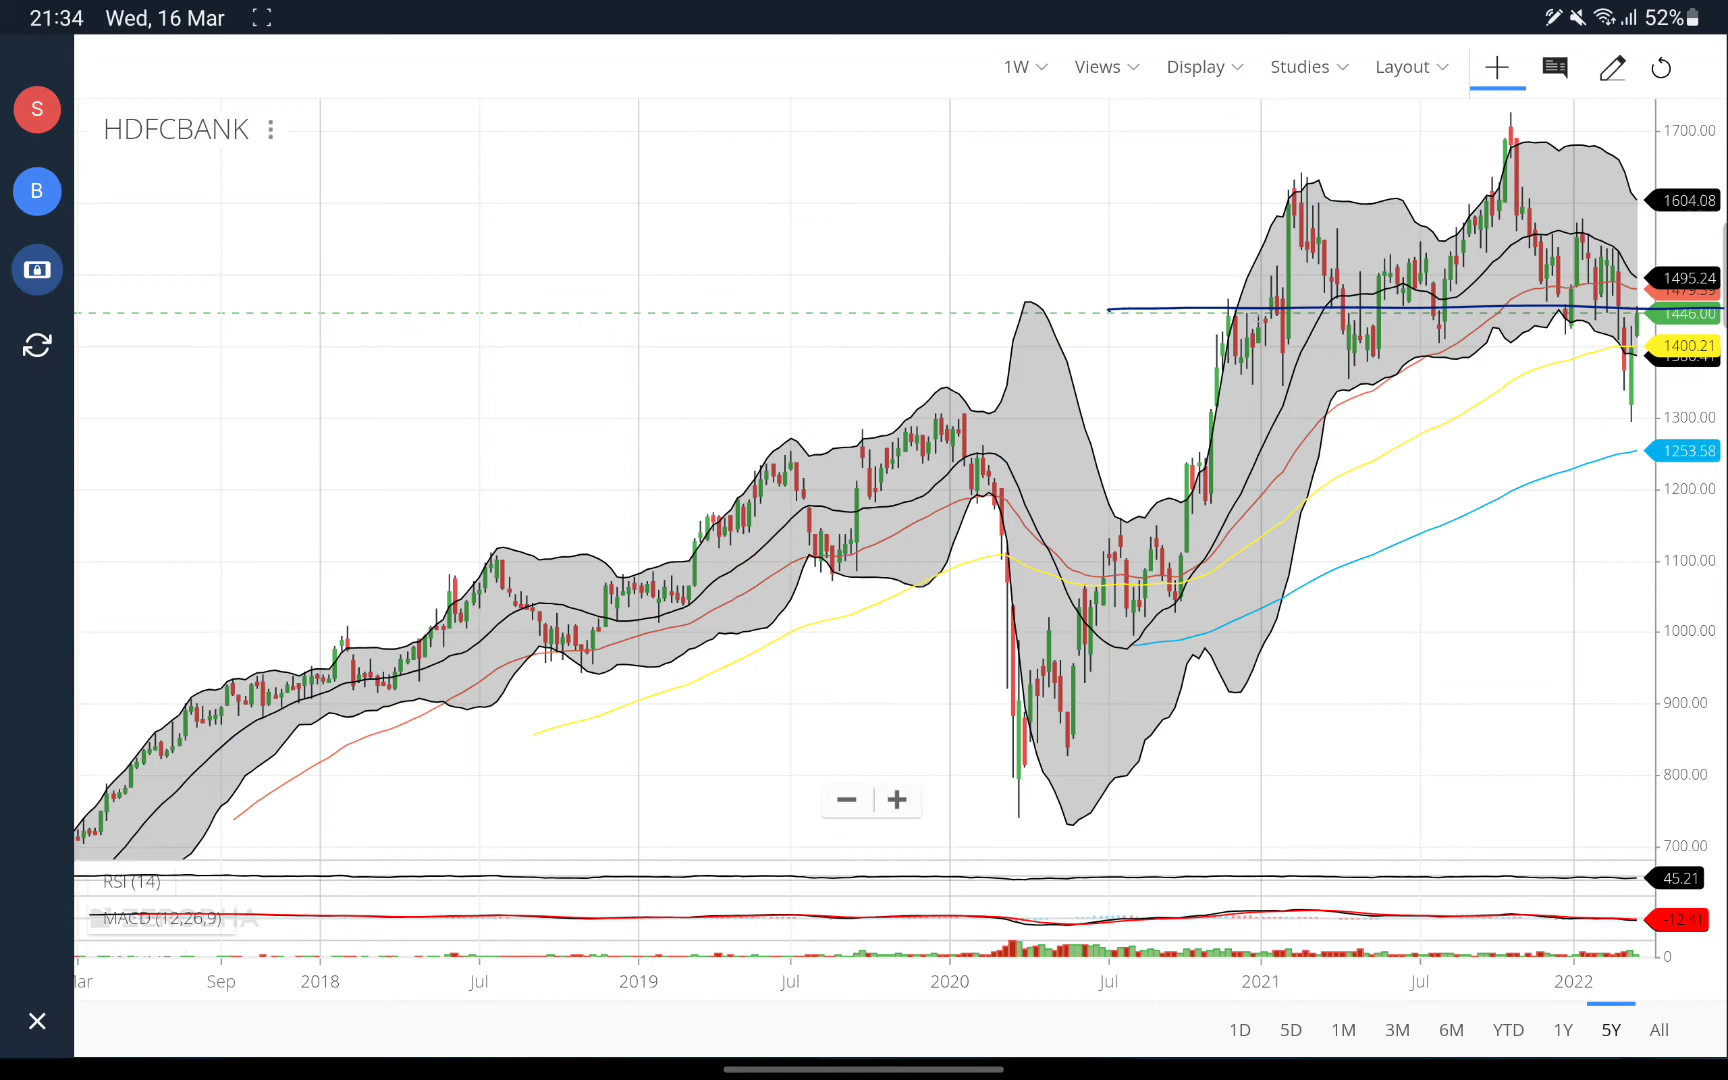 21:34 Wed, 16 Mar 52%
1W Views Display Studies Layout
S
HDFCBANK
1700.00
B
1604.08
1495.24
1479.59
1446.00
1400.21
1300.00
1253.58
1200.00
1100.00
1000.00
900.00
800.00
700.00
RSI (14) 45.21
MACD (12,26,9) -12.41
ZERODHA
0
Sep 2018 Jul 2019 Jul 2020 Jul 2021 Jul 2022
1D 5D 1M 3M 6M YTD 1Y 5Y All